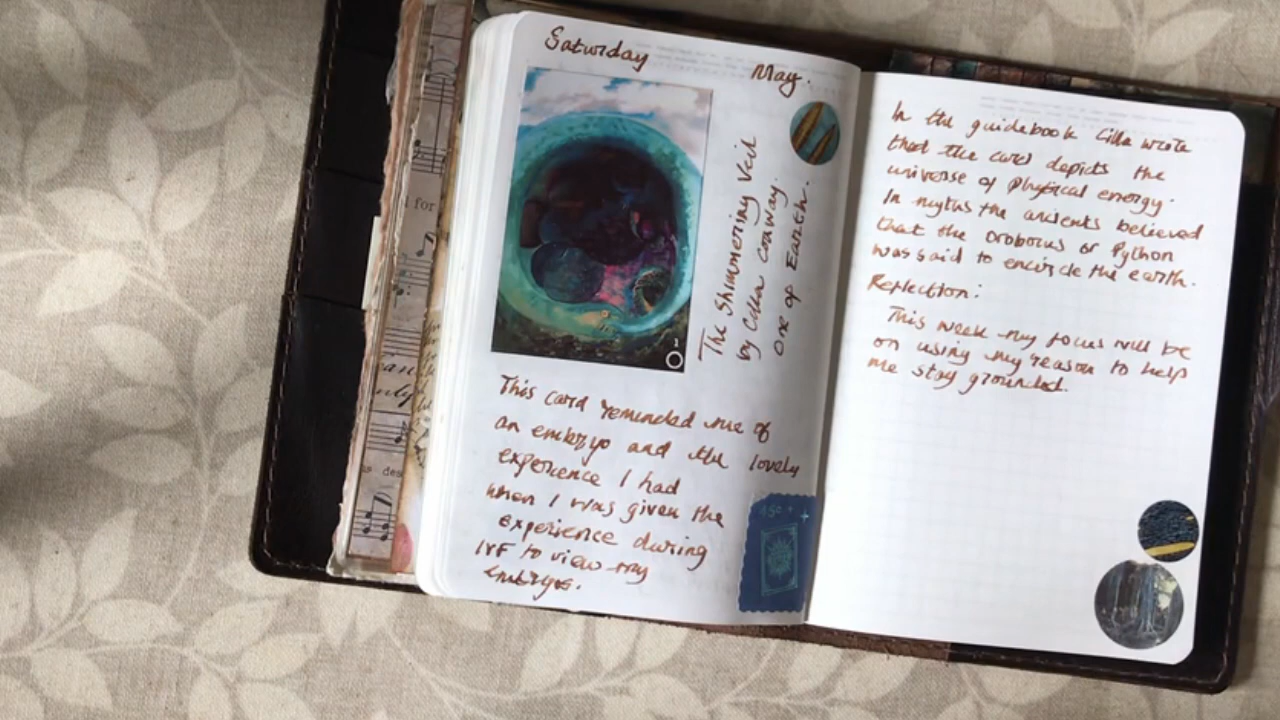 Saturday
May.
The Shimmering Veil
by Cilla Conway.
One of Earth.
This card reminded me of
an embryo and the lovely
experience I had
when I was given the
experience during
IVF to view my
embryos.
In the guidebook Cilla wrote
that the card depicts the
universe of physical energy.
In myths the ancients believed
that the Oroborus or Python
was said to encircle the earth.
Reflection:
This week my focus will be
on using my reason to help
me stay grounded.
l for